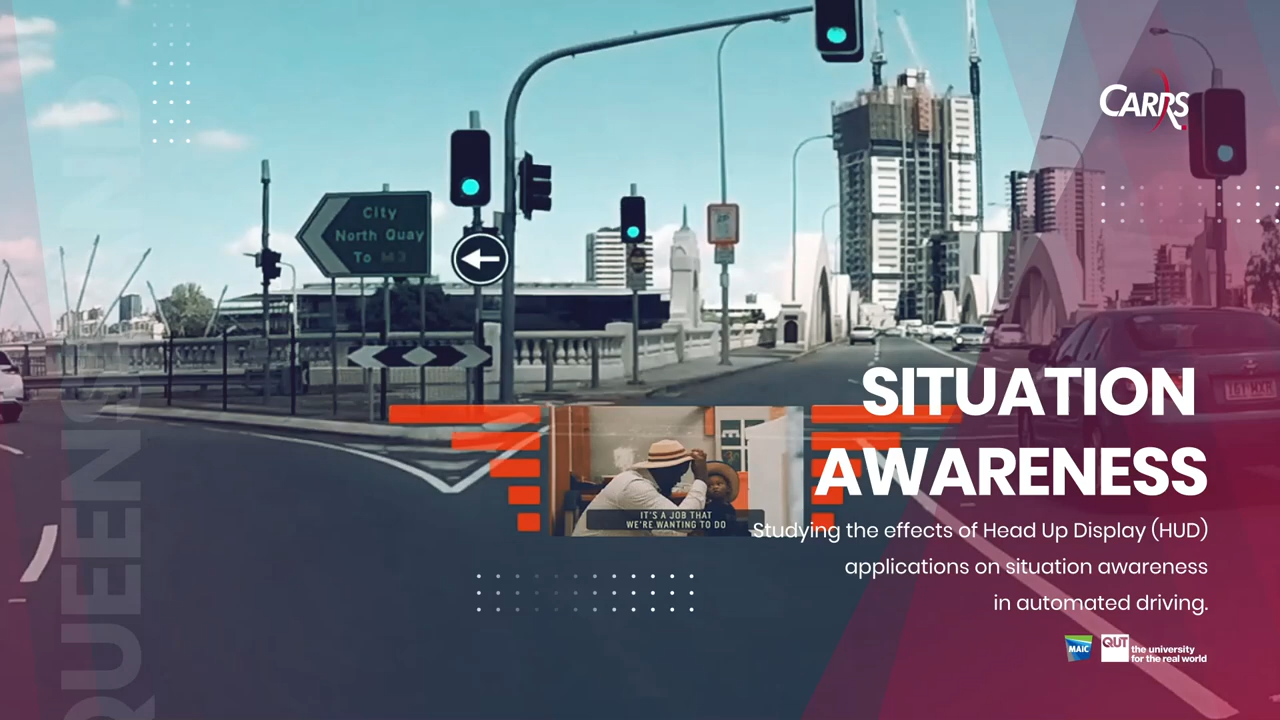 CARRS
City
North Quay
To M3
SITUATION
AWARENESS
IT'S A JOB THAT
WE'RE WANTING TO DO
Studying the effects of Head Up Display (HUD)
applications on situation awareness
in automated driving.
MAIC
QUT
the university
for the real world
QUEENSLAND